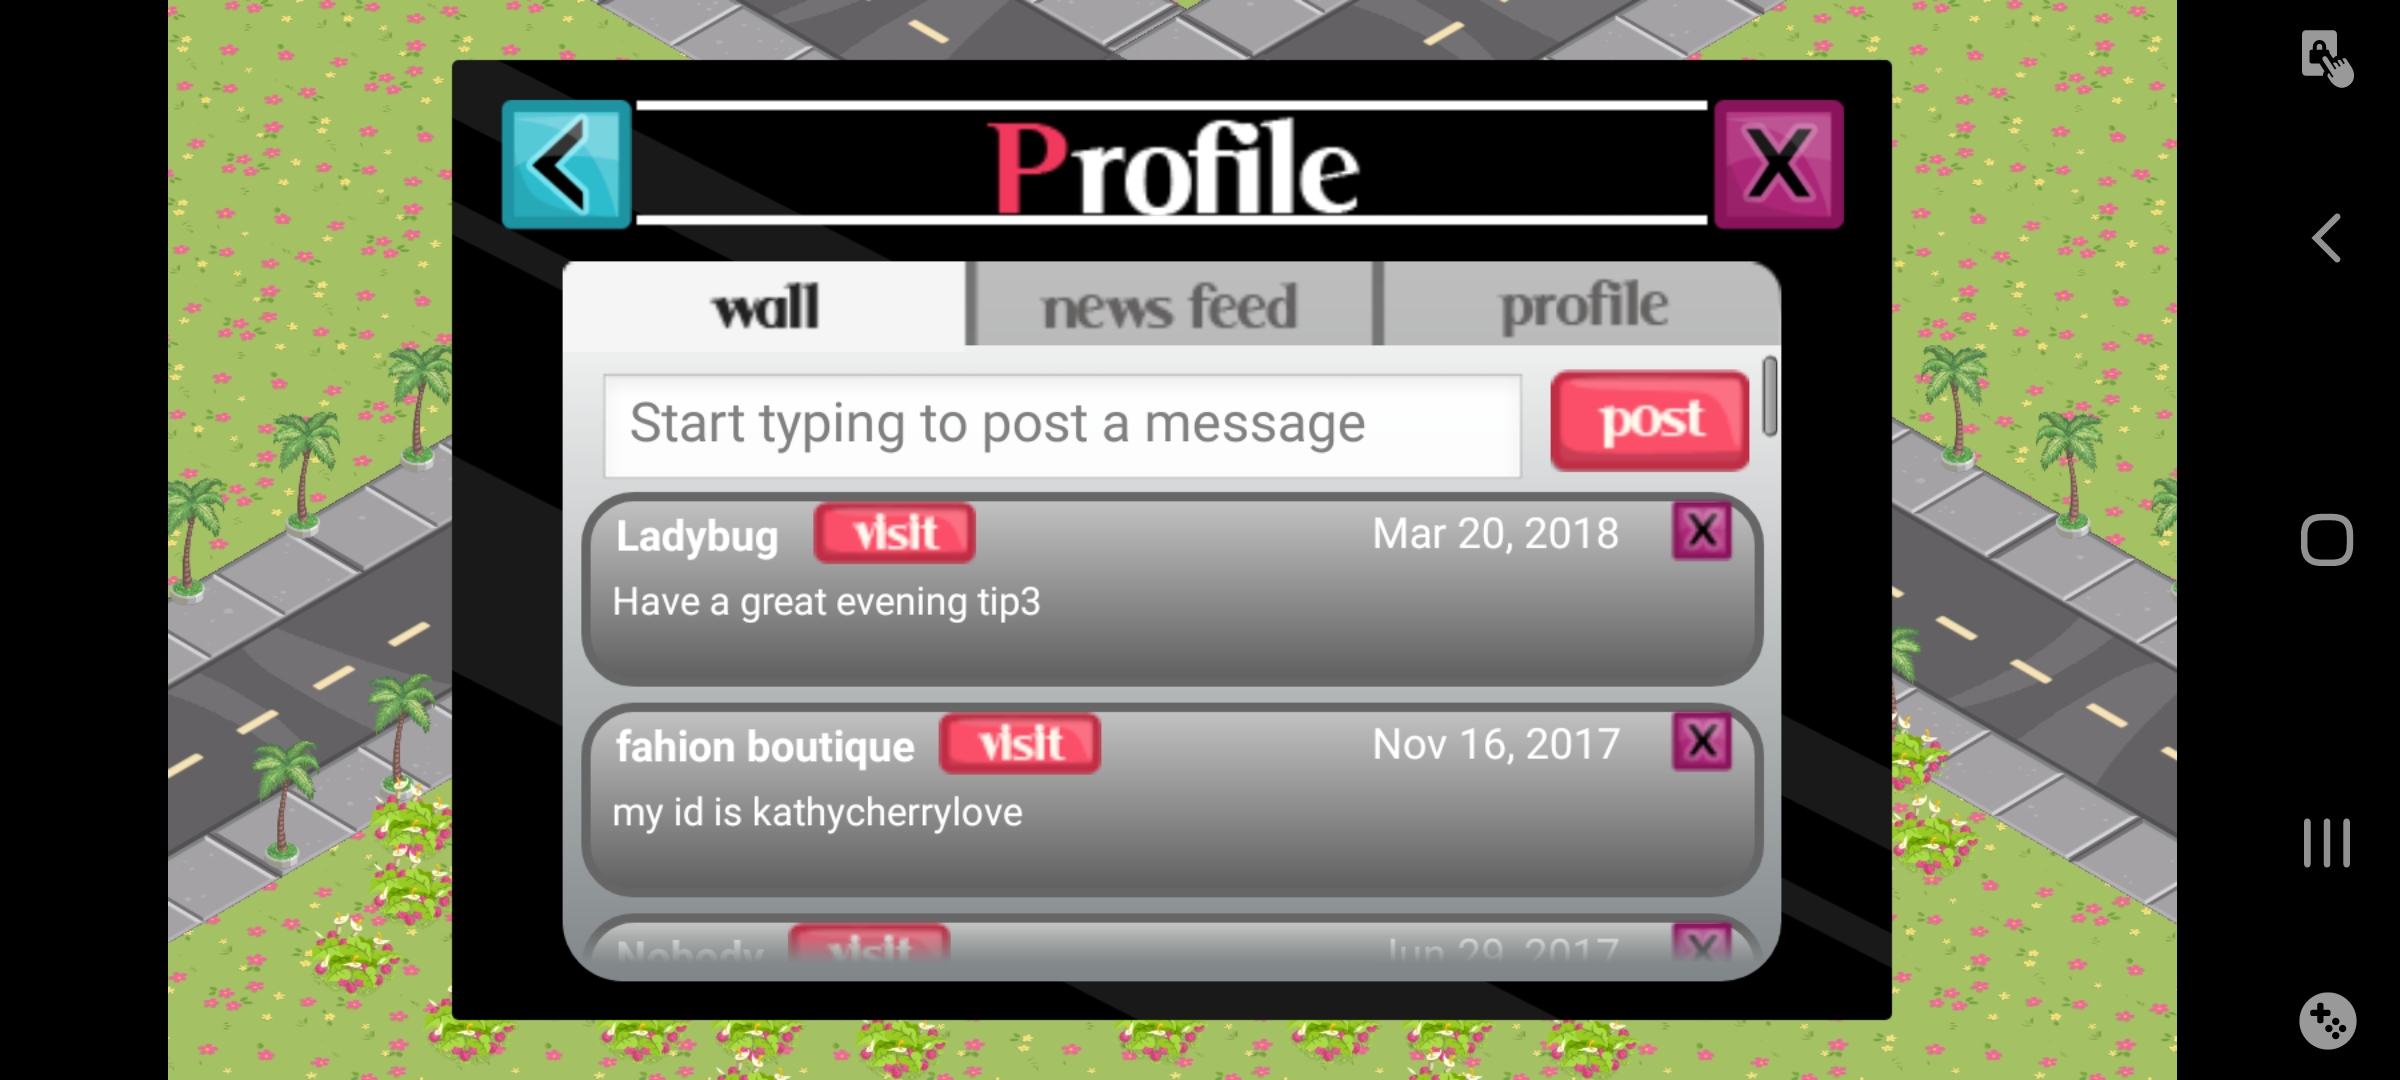 Profile
wall
news feed
profile
Start typing to post a message
post
Ladybug visit Mar 20, 2018 X
Have a great evening tip3
fahion boutique visit Nov 16, 2017 X
my id is kathycherrylove
Nobody visit Jun 29, 2017 X